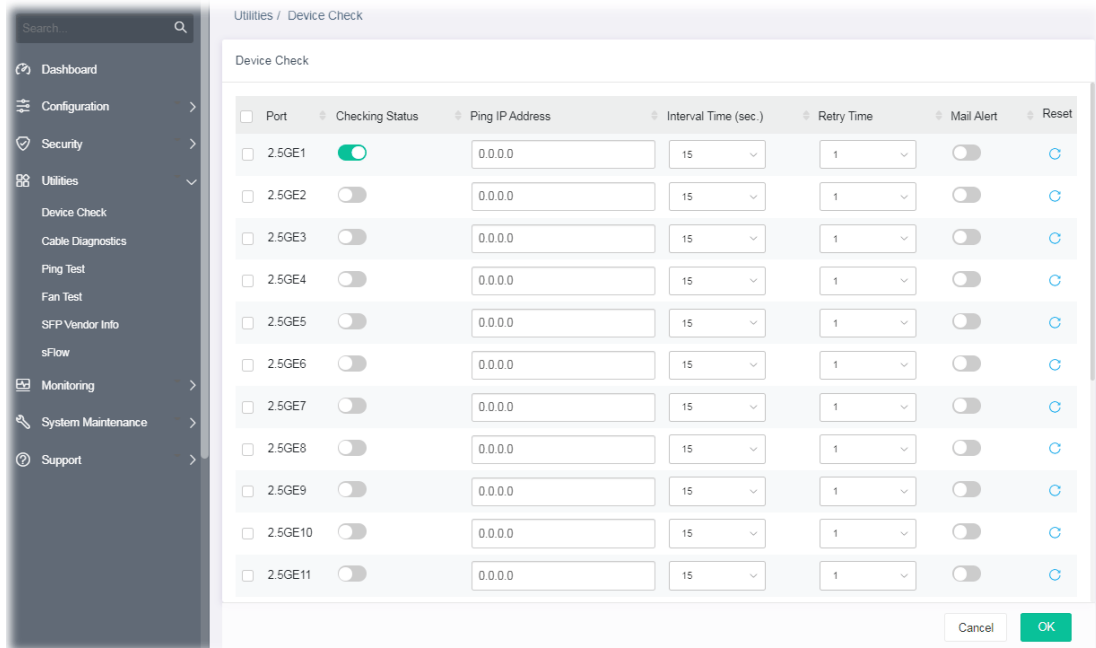 Search...
Dashboard
Configuration
Security
Utilities
Device Check
Cable Diagnostics
Ping Test
Fan Test
SFP Vendor Info
sFlow
Monitoring
System Maintenance
Support
Utilities / Device Check
Device Check
Port Checking Status Ping IP Address Interval Time (sec.) Retry Time Mail Alert Reset
2.5GE1 0.0.0.0 15 1
2.5GE2 0.0.0.0 15 1
2.5GE3 0.0.0.0 15 1
2.5GE4 0.0.0.0 15 1
2.5GE5 0.0.0.0 15 1
2.5GE6 0.0.0.0 15 1
2.5GE7 0.0.0.0 15 1
2.5GE8 0.0.0.0 15 1
2.5GE9 0.0.0.0 15 1
2.5GE10 0.0.0.0 15 1
2.5GE11 0.0.0.0 15 1
Cancel OK